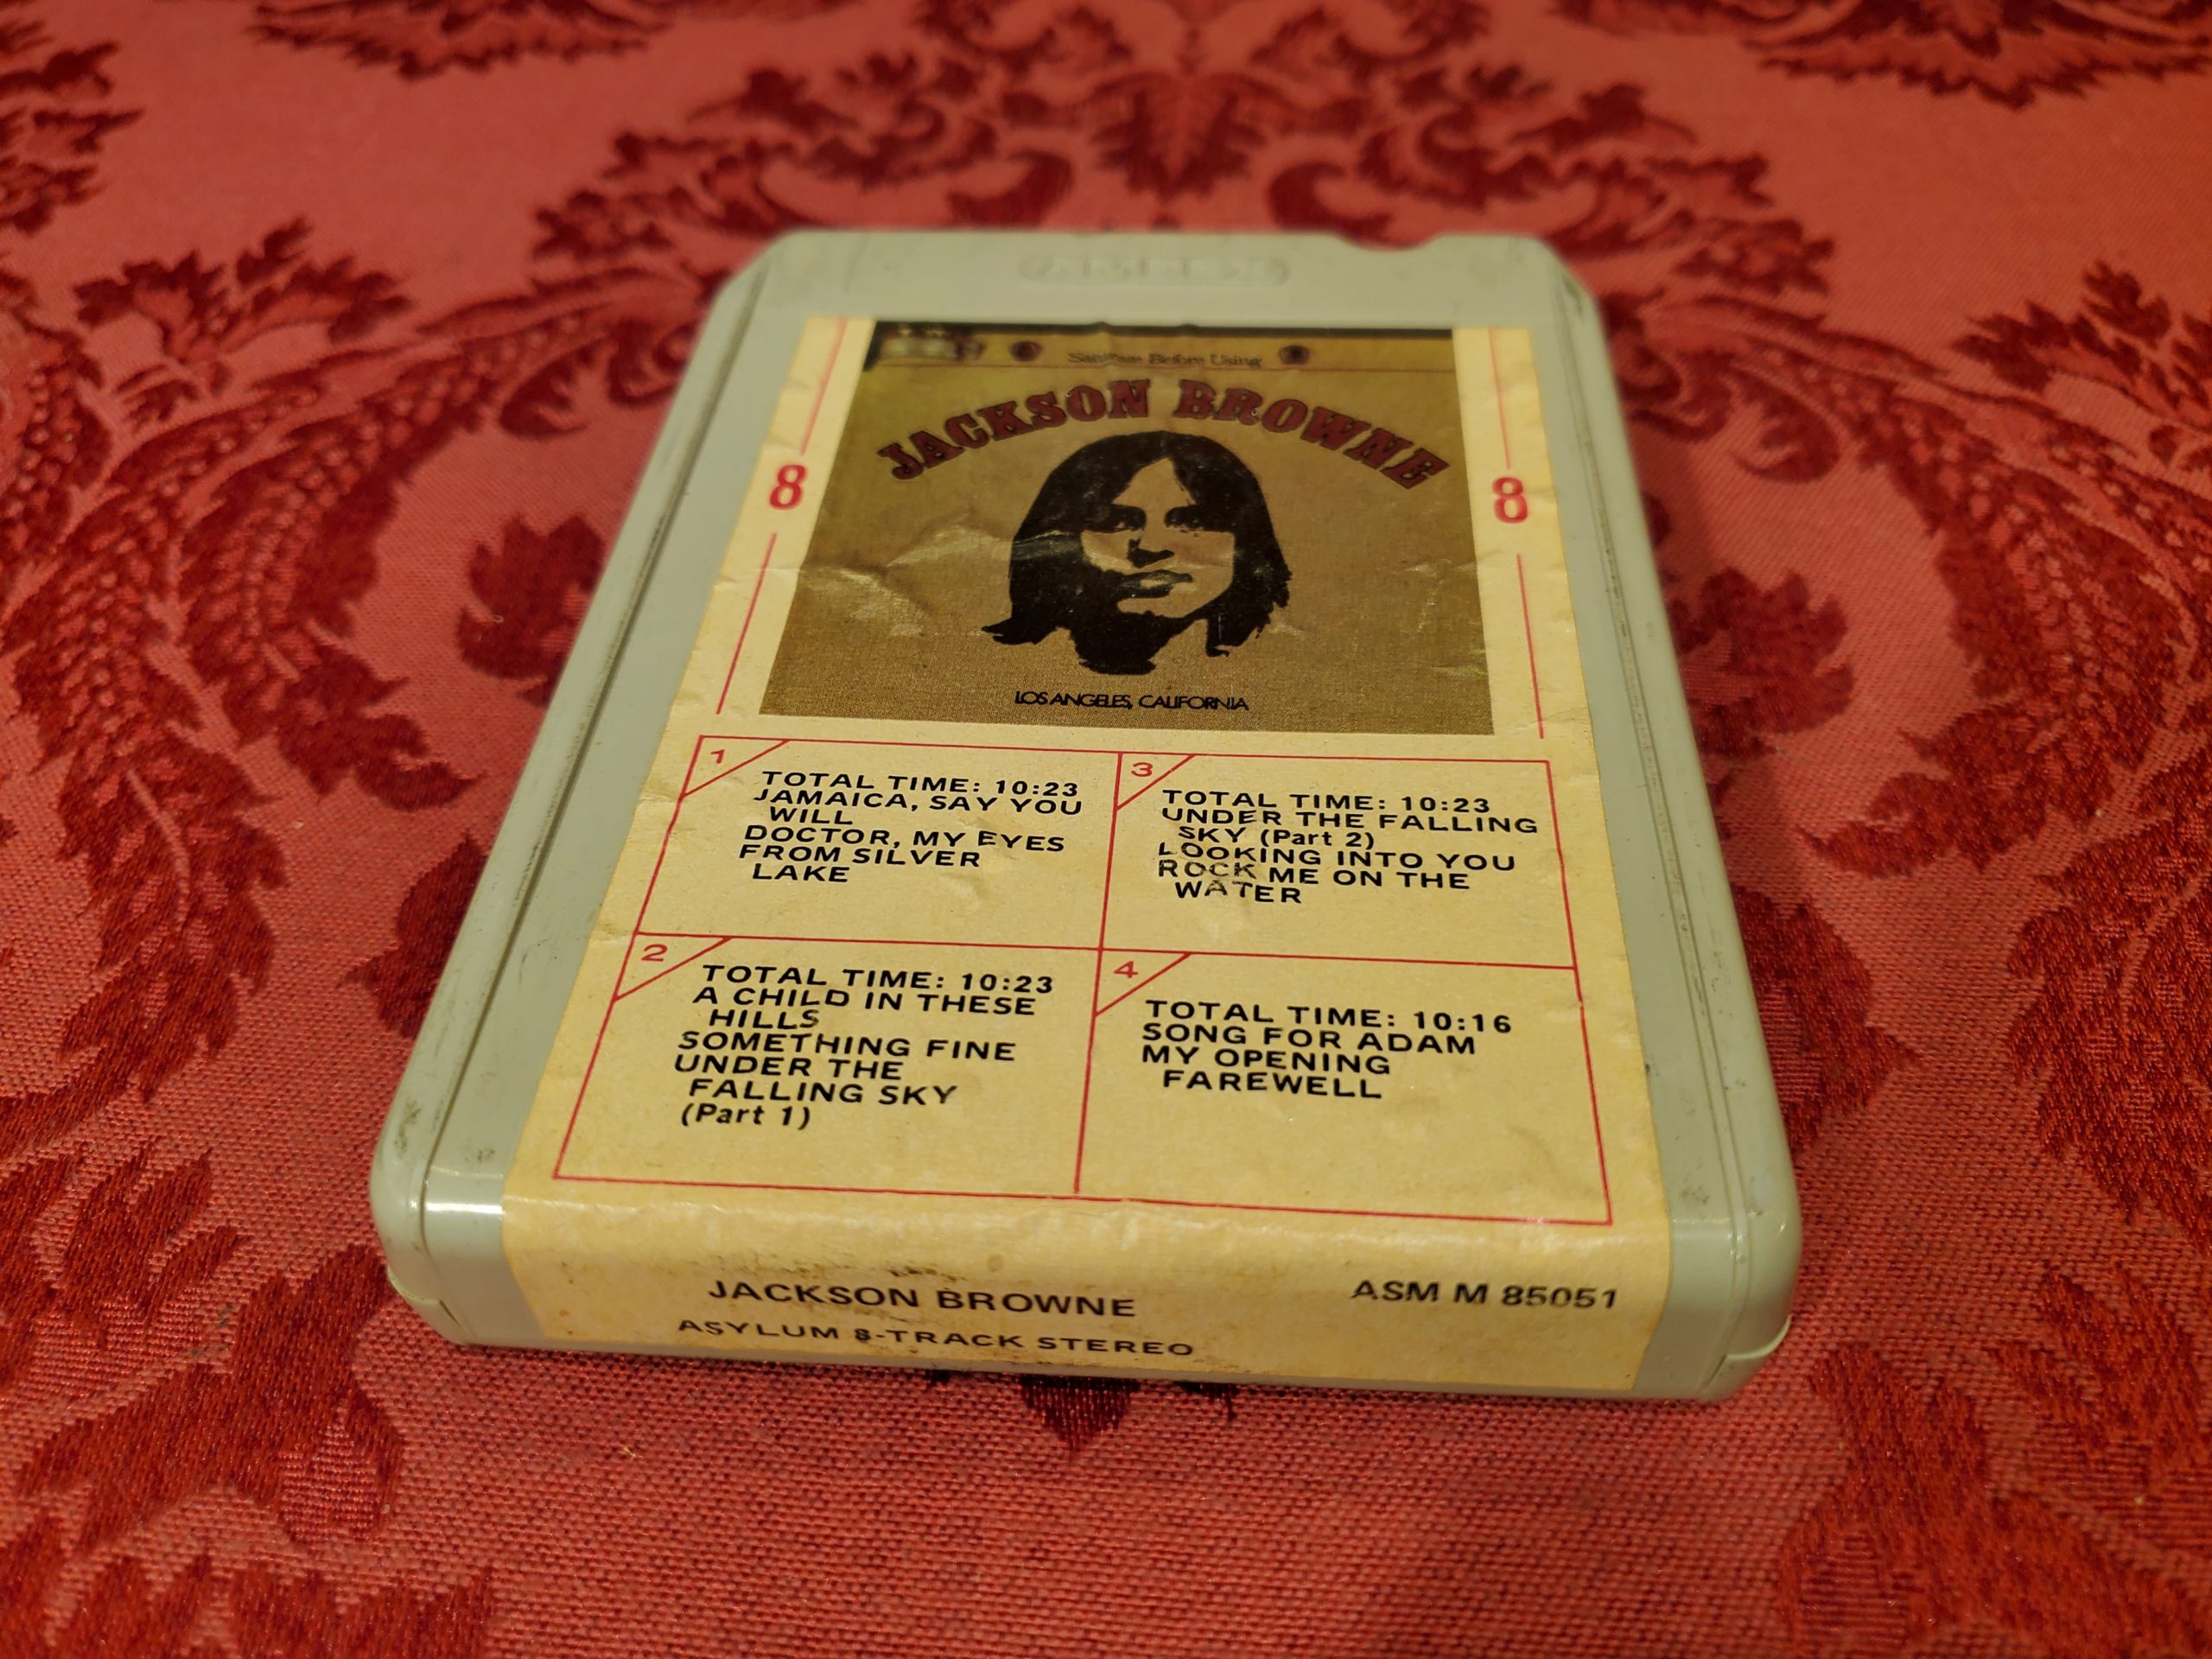 AMPEX
Saturate Before Using
JACKSON BROWNE
8
8
LOS ANGELES, CALIFORNIA
1
TOTAL TIME: 10:23
JAMAICA, SAY YOU
WILL
DOCTOR, MY EYES
FROM SILVER
LAKE
2
TOTAL TIME: 10:23
A CHILD IN THESE
HILLS
SOMETHING FINE
UNDER THE
FALLING SKY
(Part 1)
3
TOTAL TIME: 10:23
UNDER THE FALLING
SKY (Part 2)
LOOKING INTO YOU
ROCK ME ON THE
WATER
4
TOTAL TIME: 10:16
SONG FOR ADAM
MY OPENING
FAREWELL
JACKSON BROWNE
ASM M 85051
ASYLUM 8-TRACK STEREO